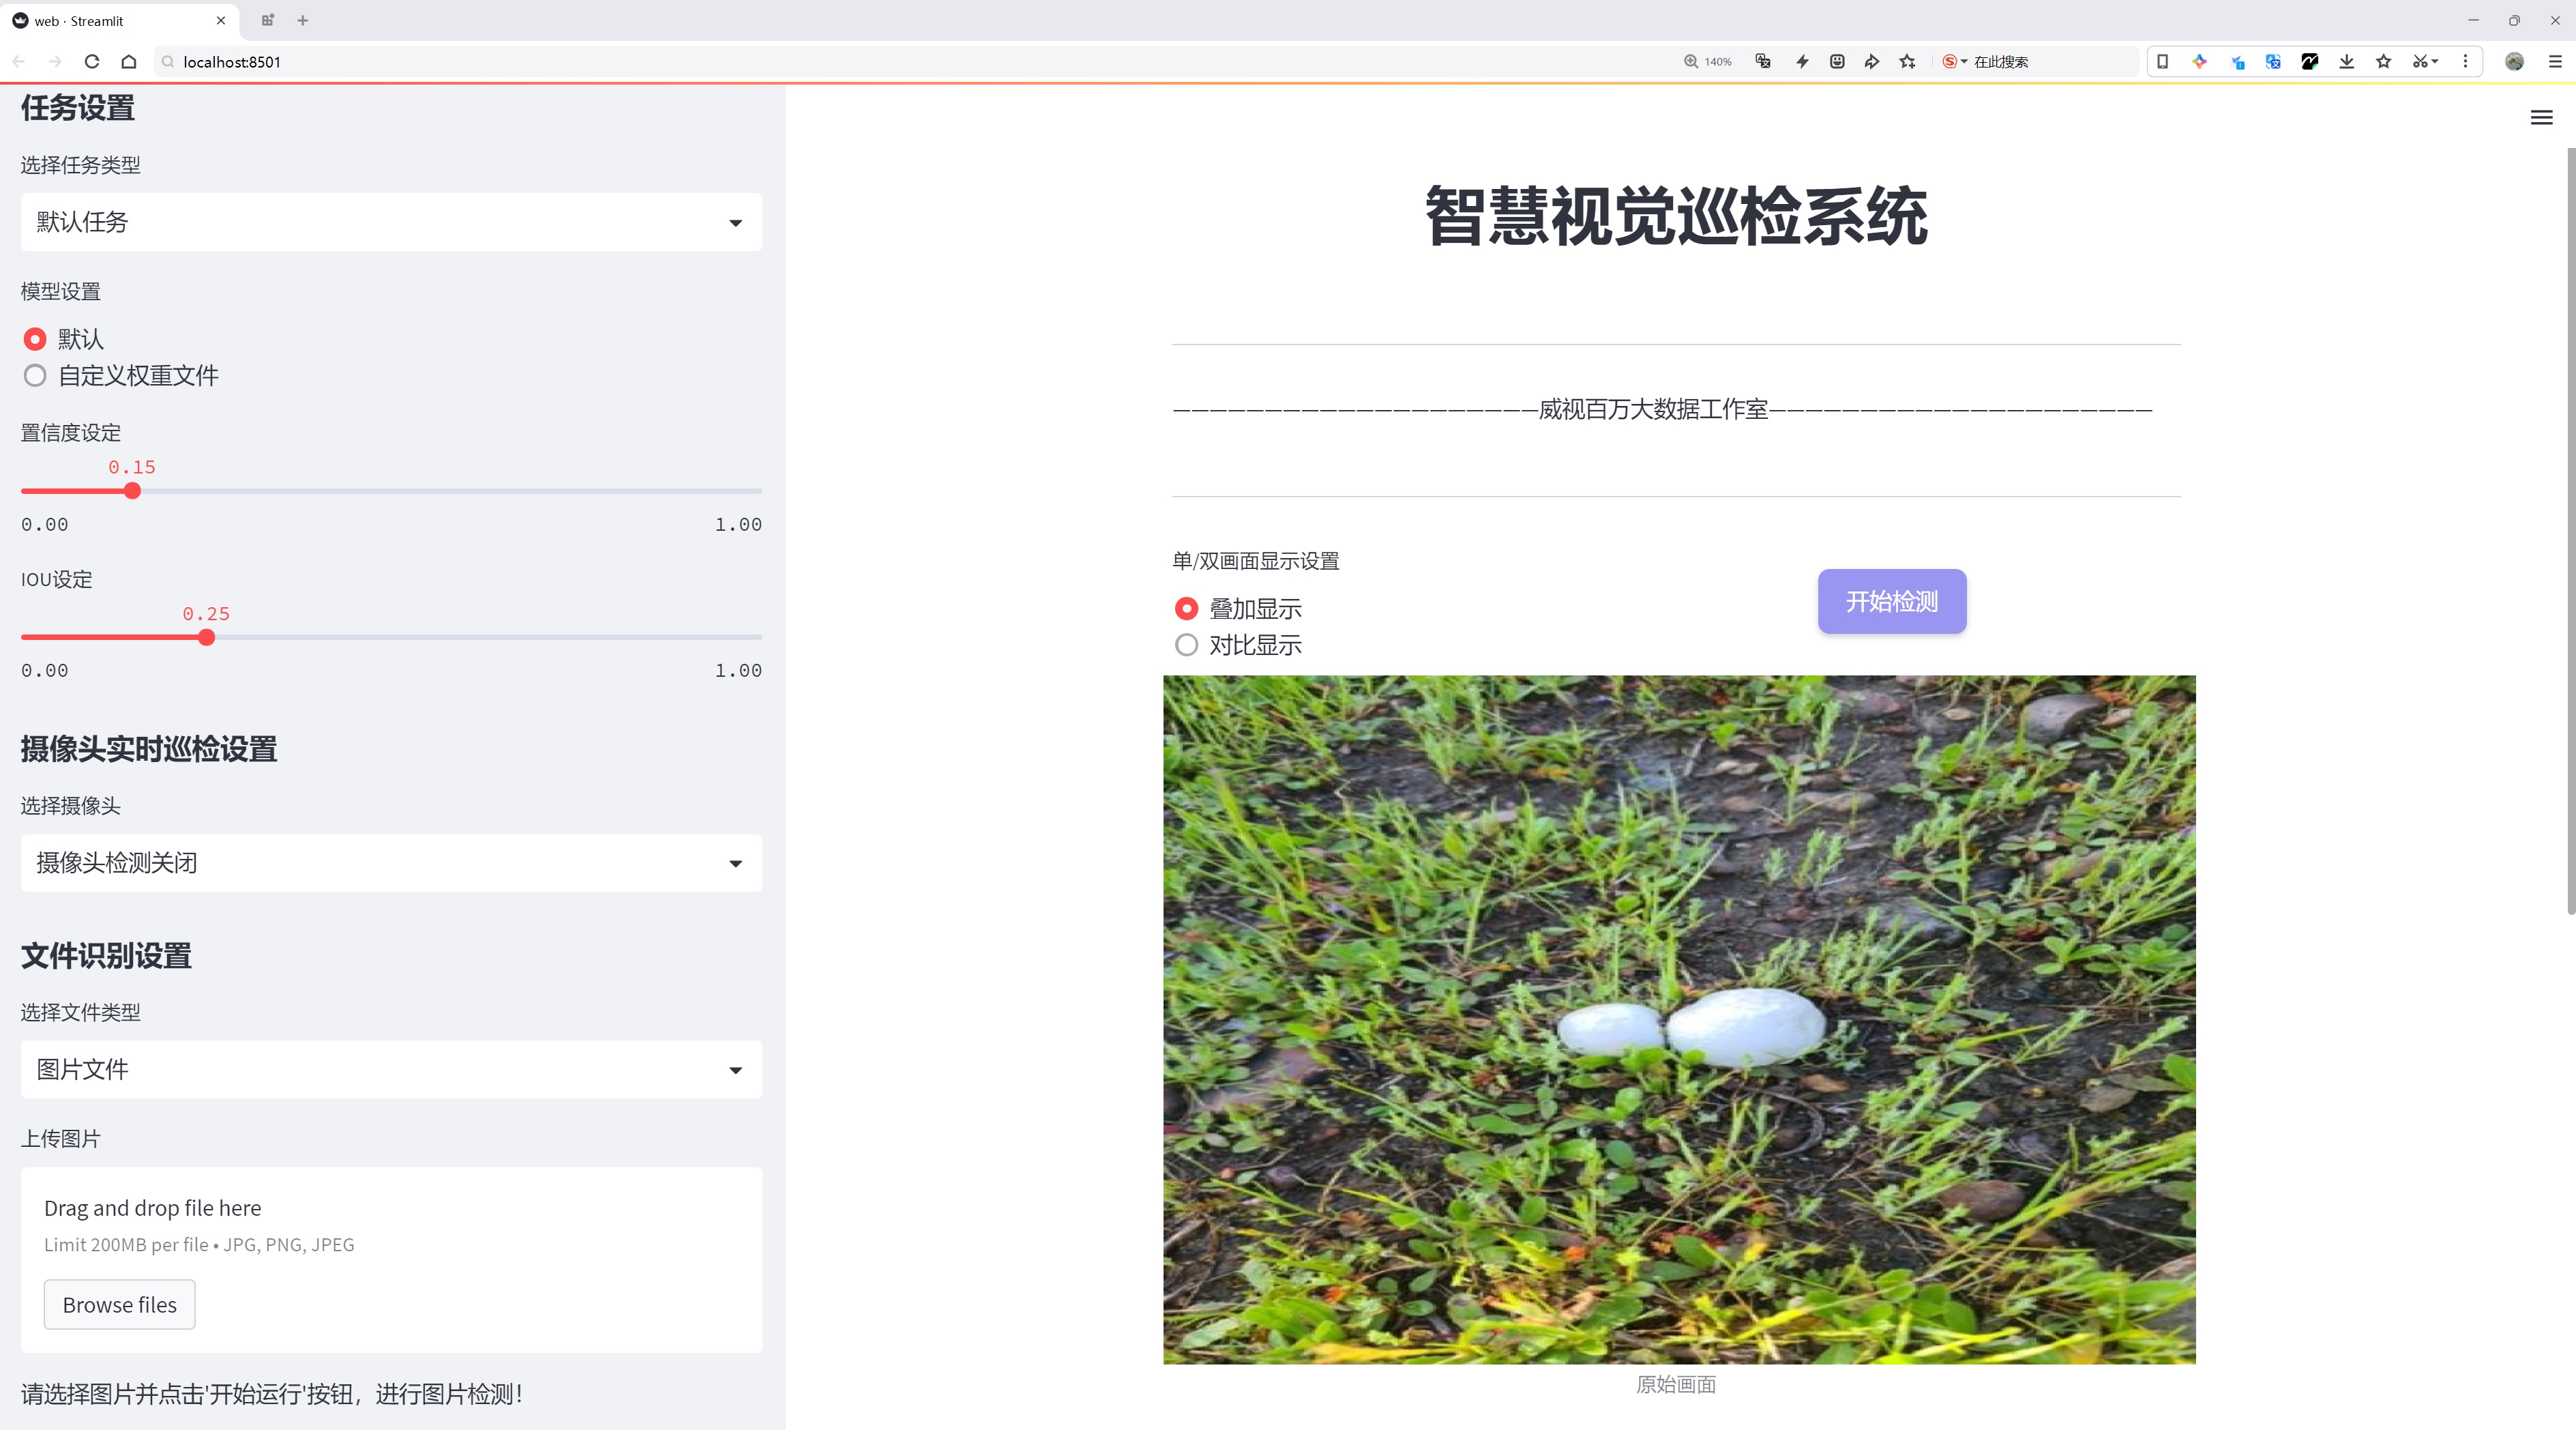 web · Streamlit
localhost:8501
140%
在此搜索
任务设置
选择任务类型
默认任务
模型设置
默认
自定义权重文件
置信度设定
0.15
0.00
1.00
IOU设定
0.25
0.00
1.00
摄像头实时巡检设置
选择摄像头
摄像头检测关闭
文件识别设置
选择文件类型
图片文件
上传图片
Drag and drop file here
Limit 200MB per file • JPG, PNG, JPEG
Browse files
请选择图片并点击'开始运行'按钮，进行图片检测！
智慧视觉巡检系统
————————————————————威视百万大数据工作室—————————————————————
单/双画面显示设置
叠加显示
对比显示
开始检测
原始画面